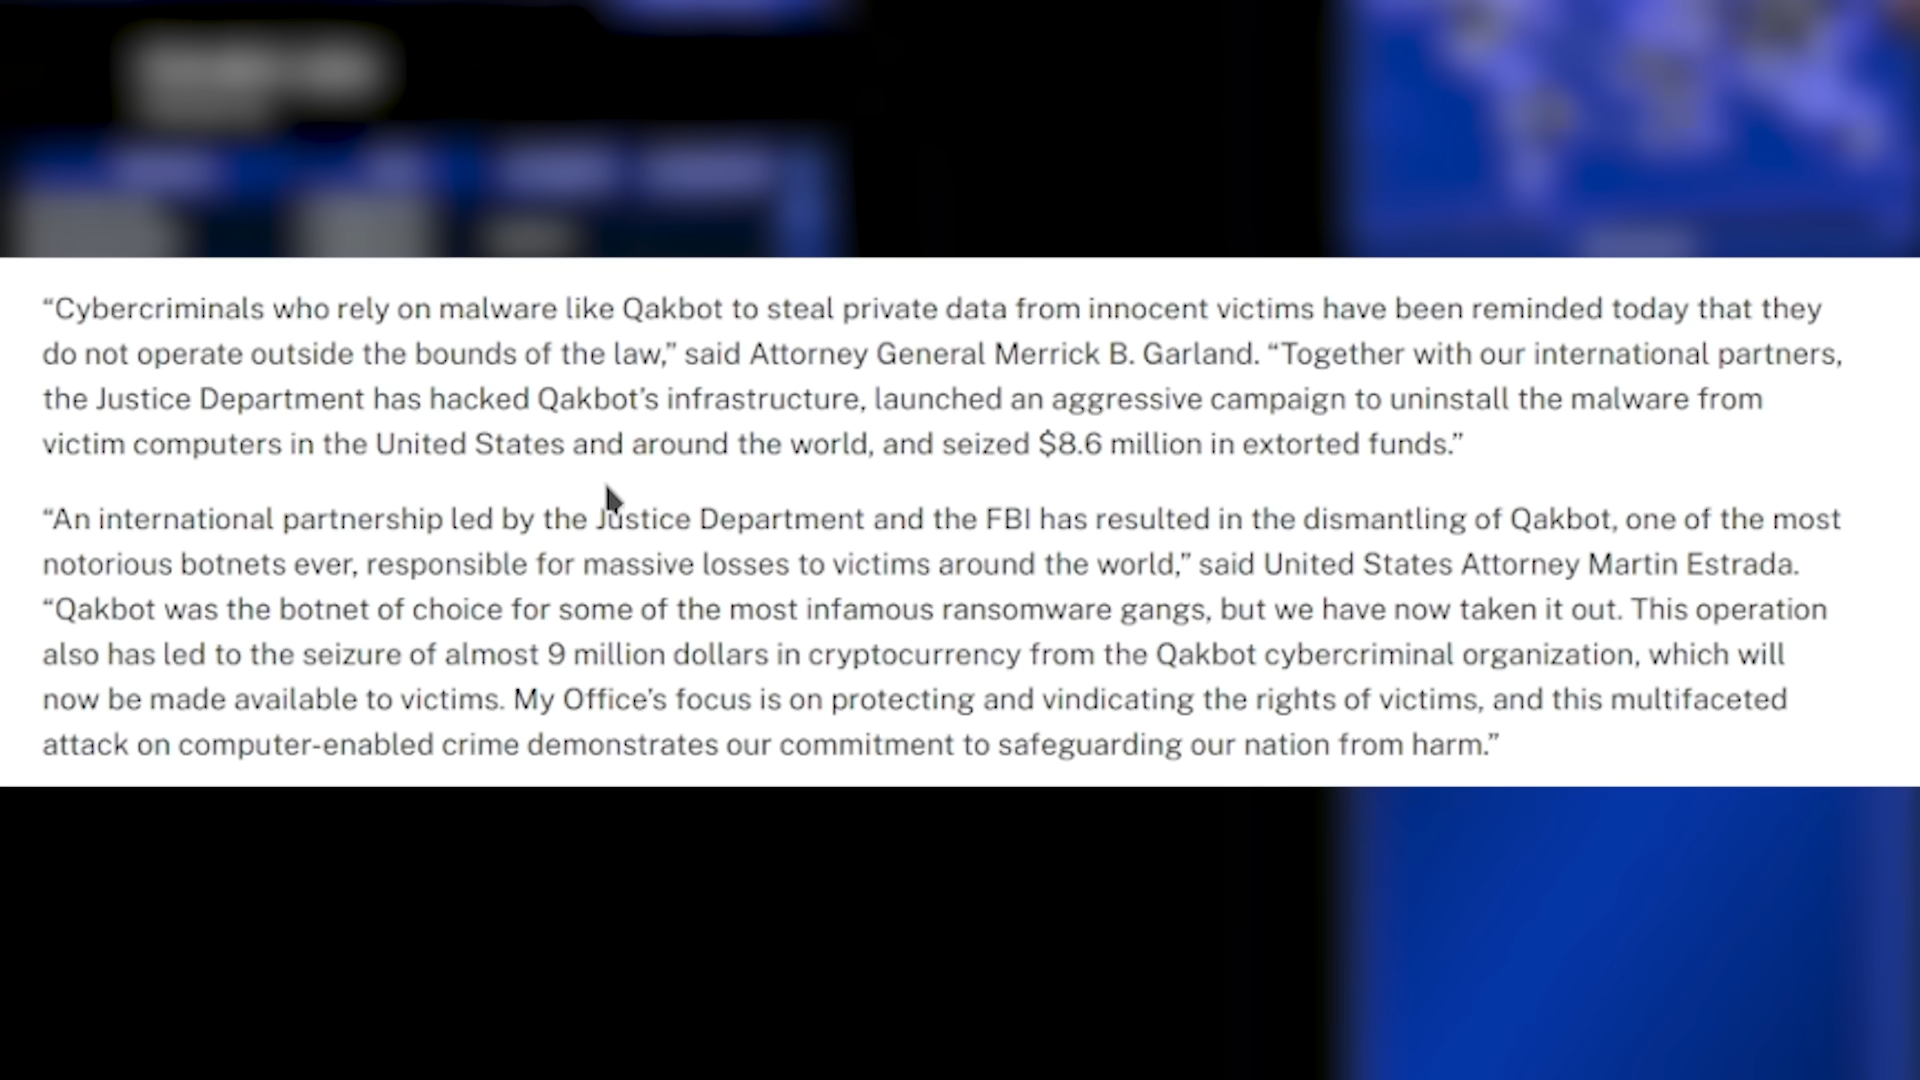 “Cybercriminals who rely on malware like Qakbot to steal private data from innocent victims have been reminded today that they
do not operate outside the bounds of the law,” said Attorney General Merrick B. Garland. “Together with our international partners,
the Justice Department has hacked Qakbot’s infrastructure, launched an aggressive campaign to uninstall the malware from
victim computers in the United States and around the world, and seized $8.6 million in extorted funds.”
“An international partnership led by the Justice Department and the FBI has resulted in the dismantling of Qakbot, one of the most
notorious botnets ever, responsible for massive losses to victims around the world,” said United States Attorney Martin Estrada.
“Qakbot was the botnet of choice for some of the most infamous ransomware gangs, but we have now taken it out. This operation
also has led to the seizure of almost 9 million dollars in cryptocurrency from the Qakbot cybercriminal organization, which will
now be made available to victims. My Office’s focus is on protecting and vindicating the rights of victims, and this multifaceted
attack on computer-enabled crime demonstrates our commitment to safeguarding our nation from harm.”